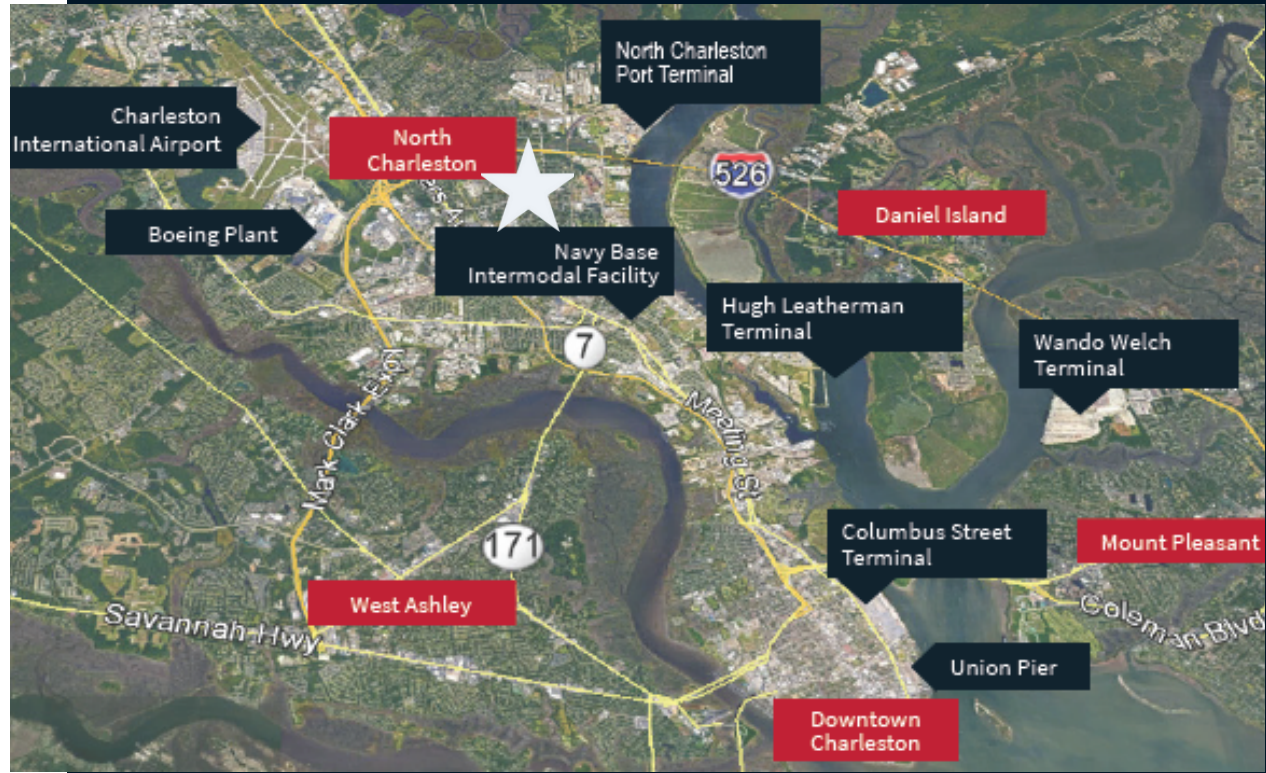 North Charleston
Port Terminal
Charleston
International Airport
North
Charleston
526
Daniel Island
Boeing Plant
Navy Base
Intermodal Facility
Hugh Leatherman
Terminal
Wando Welch
Terminal
7
Mark Clark Expy
Meeting St
171
Columbus Street
Terminal
Mount Pleasant
West Ashley
Savannah Hwy
Coleman Blvd
Union Pier
Downtown
Charleston